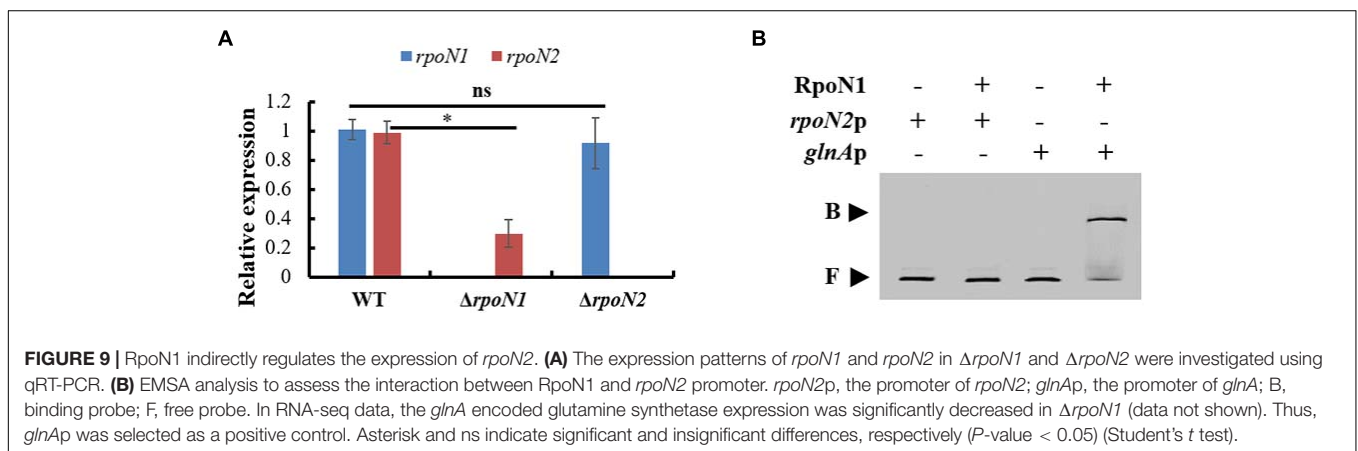 A
rpoN1 rpoN2
ns
*
Relative expression
1.2
1
0.8
0.6
0.4
0.2
0
WT ΔrpoN1 ΔrpoN2
B
RpoN1 - + - +
rpoN2p + + - -
glnAp - - + +
B ►
F ►
FIGURE 9 | RpoN1 indirectly regulates the expression of rpoN2. (A) The expression patterns of rpoN1 and rpoN2 in ΔrpoN1 and ΔrpoN2 were investigated using
qRT-PCR. (B) EMSA analysis to assess the interaction between RpoN1 and rpoN2 promoter. rpoN2p, the promoter of rpoN2; glnAp, the promoter of glnA; B,
binding probe; F, free probe. In RNA-seq data, the glnA encoded glutamine synthetase expression was significantly decreased in ΔrpoN1 (data not shown). Thus,
glnAp was selected as a positive control. Asterisk and ns indicate significant and insignificant differences, respectively (P-value < 0.05) (Student's t test).